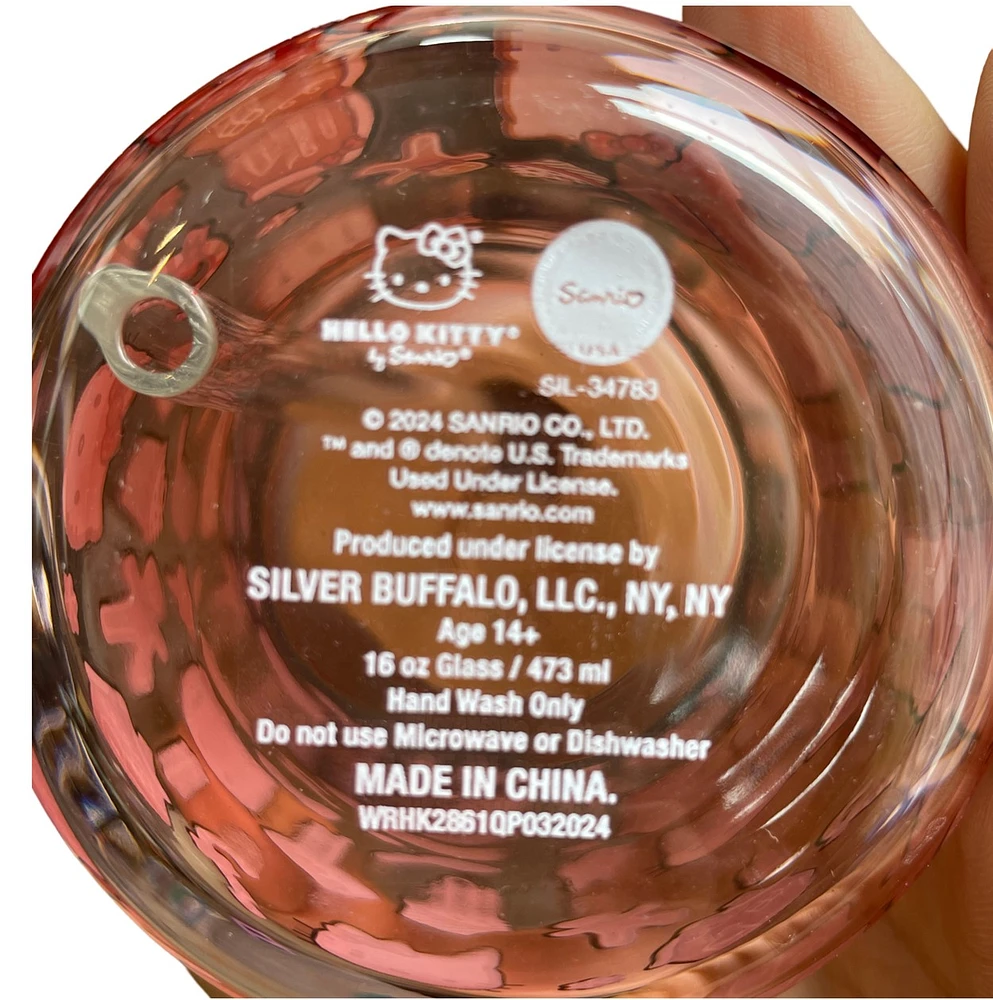 HELLO KITTY®
by Sanrio®
Sanrio
USA
SIL-34783
© 2024 SANRIO CO., LTD.
™ and ® denote U.S. Trademarks
Used Under License.
www.sanrio.com
Produced under license by
SILVER BUFFALO, LLC., NY, NY
Age 14+
16 oz Glass / 473 ml
Hand Wash Only
Do not use Microwave or Dishwasher
MADE IN CHINA.
WRHK2861QP032024